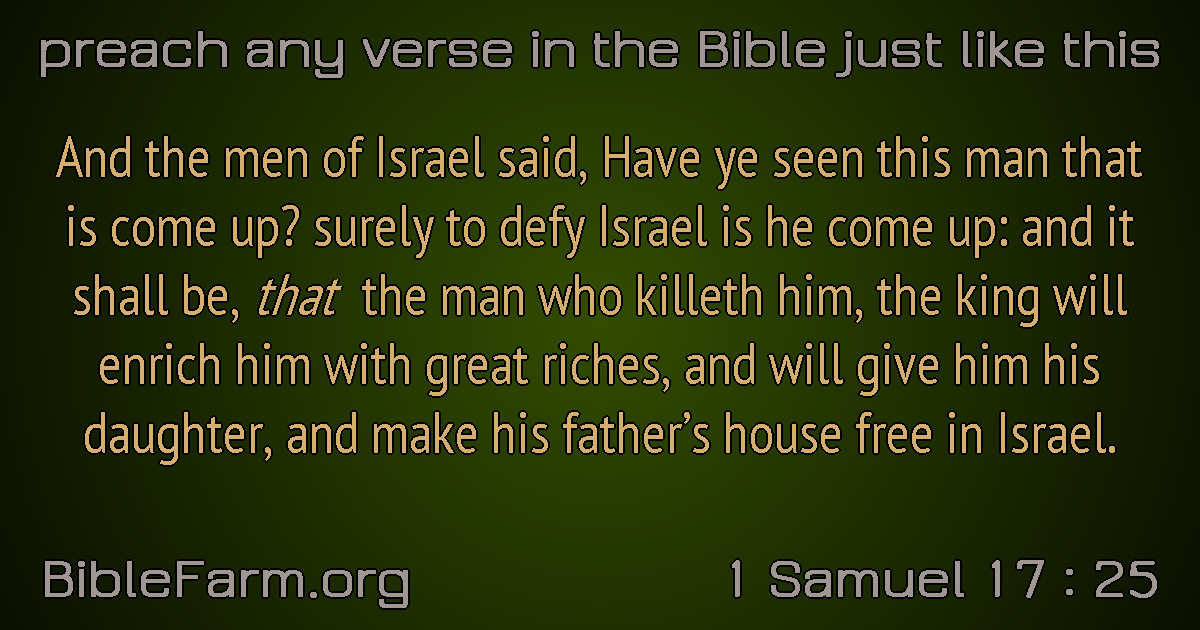 preach any verse in the Bible just like this
And the men of Israel said, Have ye seen this man that
is come up? surely to defy Israel is he come up: and it
shall be, that the man who killeth him, the king will
enrich him with great riches, and will give him his
daughter, and make his father’s house free in Israel.
BibleFarm.org
1 Samuel 17 : 25